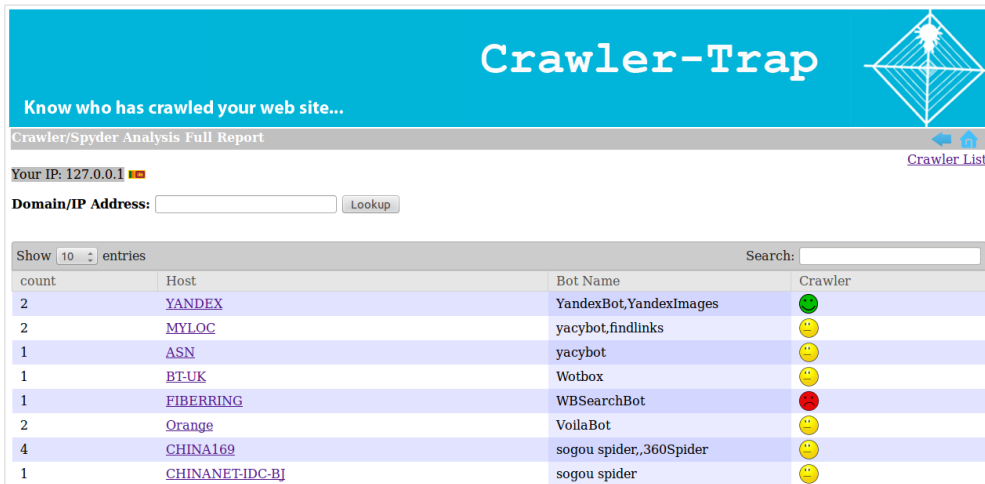 Crawler-Trap
Know who has crawled your web site...
Crawler/Spyder Analysis Full Report
Crawler List
Your IP: 127.0.0.1
Domain/IP Address: Lookup
Show 10 entries Search:
count Host Bot Name Crawler
2 YANDEX YandexBot,YandexImages
2 MYLOC yacybot,findlinks
1 ASN yacybot
1 BT-UK Wotbox
1 FIBERRING WBSearchBot
2 Orange VoilaBot
4 CHINA169 sogou spider,,360Spider
1 CHINANET-IDC-BJ sogou spider